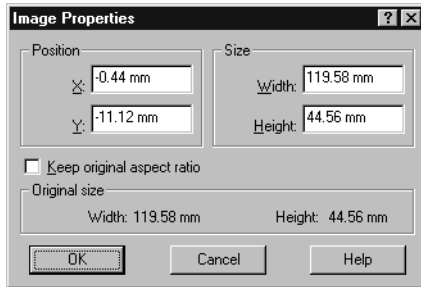 Image Properties
Position
X: -0.44 mm
Y: -11.12 mm
Size
Width: 119.58 mm
Height: 44.56 mm
Keep original aspect ratio
Original size
Width: 119.58 mm Height: 44.56 mm
OK Cancel Help